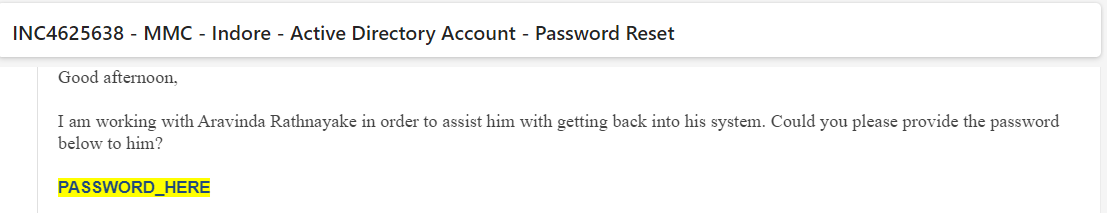 INC4625638 - MMC - Indore - Active Directory Account - Password Reset
Good afternoon,
I am working with Aravinda Rathnayake in order to assist him with getting back into his system. Could you please provide the password
below to him?
PASSWORD_HERE